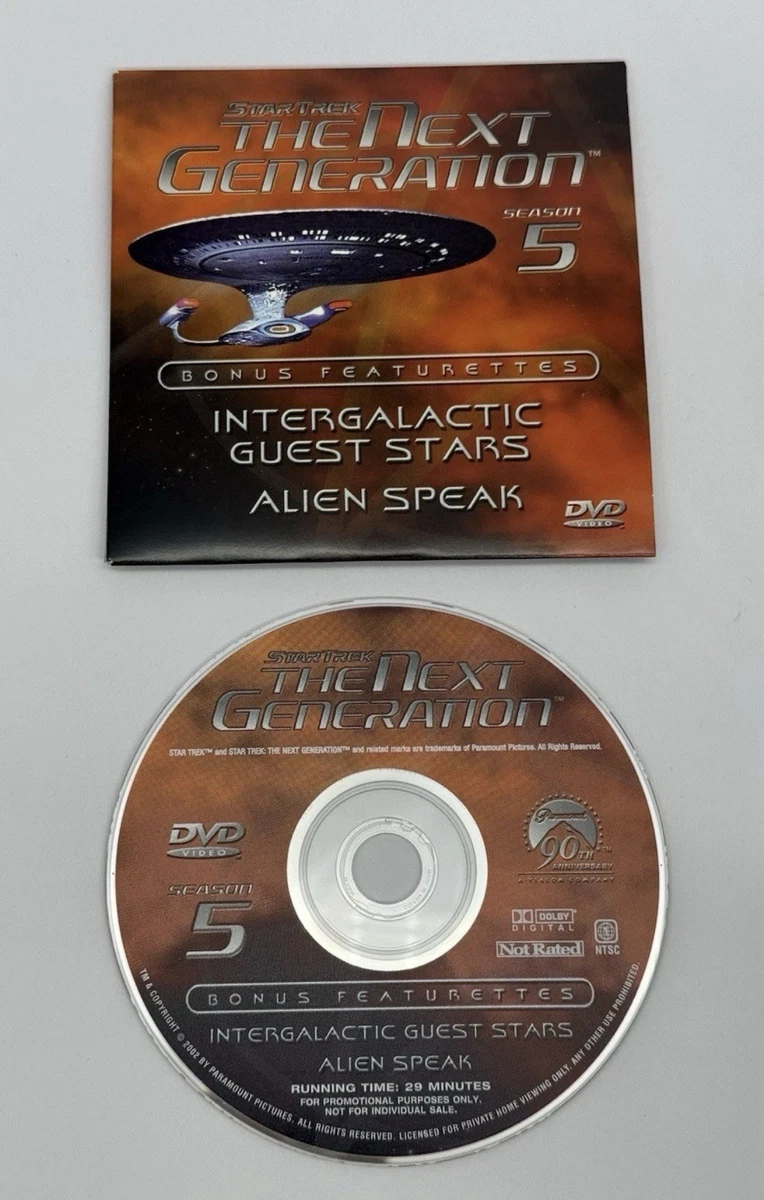 STAR TREK
THE NEXT
GENERATION™
SEASON
5
BONUS FEATURETTES
INTERGALACTIC
GUEST STARS
ALIEN SPEAK
DVD
VIDEO
STAR TREK
THE NEXT
GENERATION™
STAR TREK™ and STAR TREK: THE NEXT GENERATION™ and related marks are trademarks of Paramount Pictures. All Rights Reserved.
DVD
VIDEO
Paramount
90TH
ANNIVERSARY™
A VIACOM COMPANY
SEASON
5
DOLBY
DIGITAL
Not Rated
NTSC
BONUS FEATURETTES
INTERGALACTIC GUEST STARS
ALIEN SPEAK
RUNNING TIME: 29 MINUTES
FOR PROMOTIONAL PURPOSES ONLY.
NOT FOR INDIVIDUAL SALE.
TM & COPYRIGHT © 2002 BY PARAMOUNT PICTURES. ALL RIGHTS RESERVED. LICENSED FOR PRIVATE HOME VIEWING ONLY. ANY OTHER USE PROHIBITED.